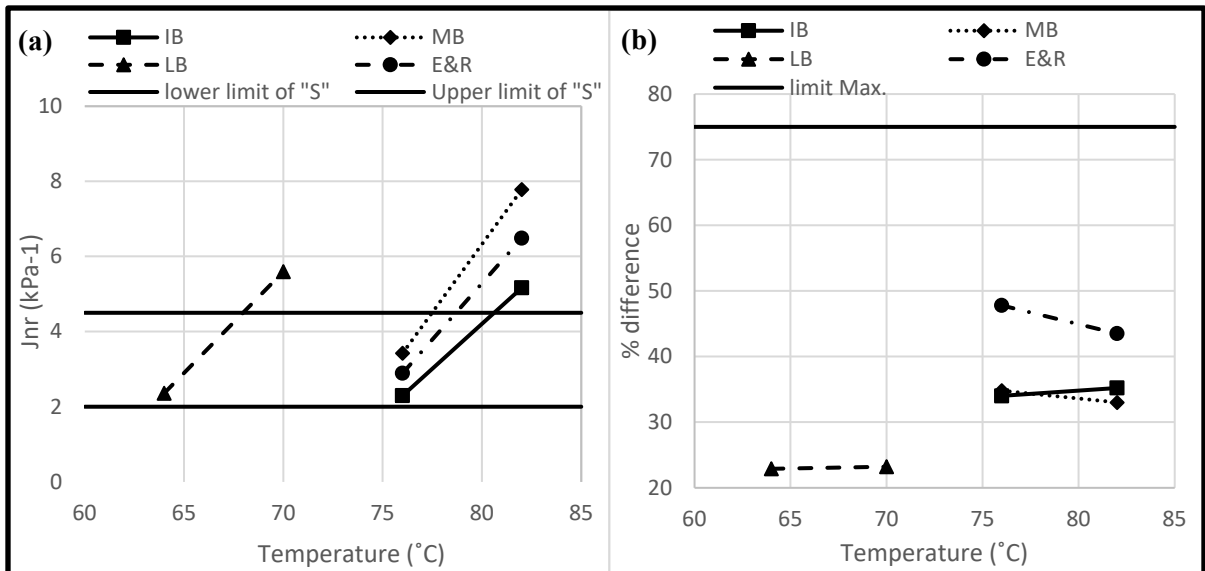 (a)
IB
MB
LB
E&R
lower limit of "S"
Upper limit of "S"
10
8
6
4
2
0
Jnr (kPa-1)
60
65
70
75
80
85
Temperature (˚C)
(b)
IB
MB
LB
E&R
limit Max.
80
70
60
50
40
30
20
% difference
60
65
70
75
80
85
Temperature (˚C)